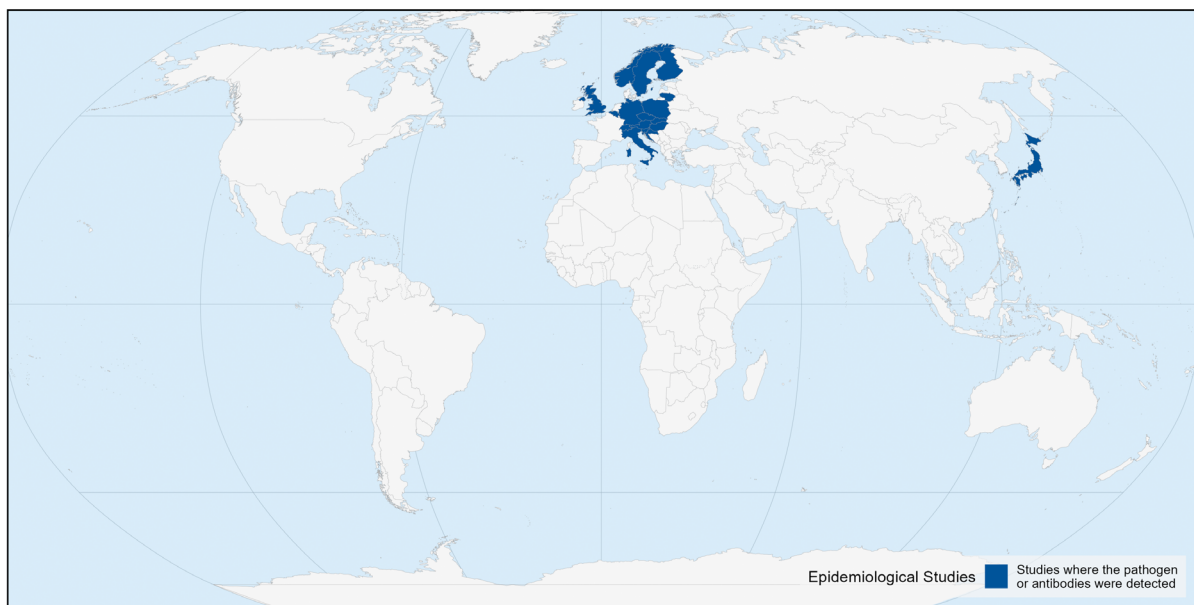 Epidemiological Studies
Studies where the pathogen
or antibodies were detected